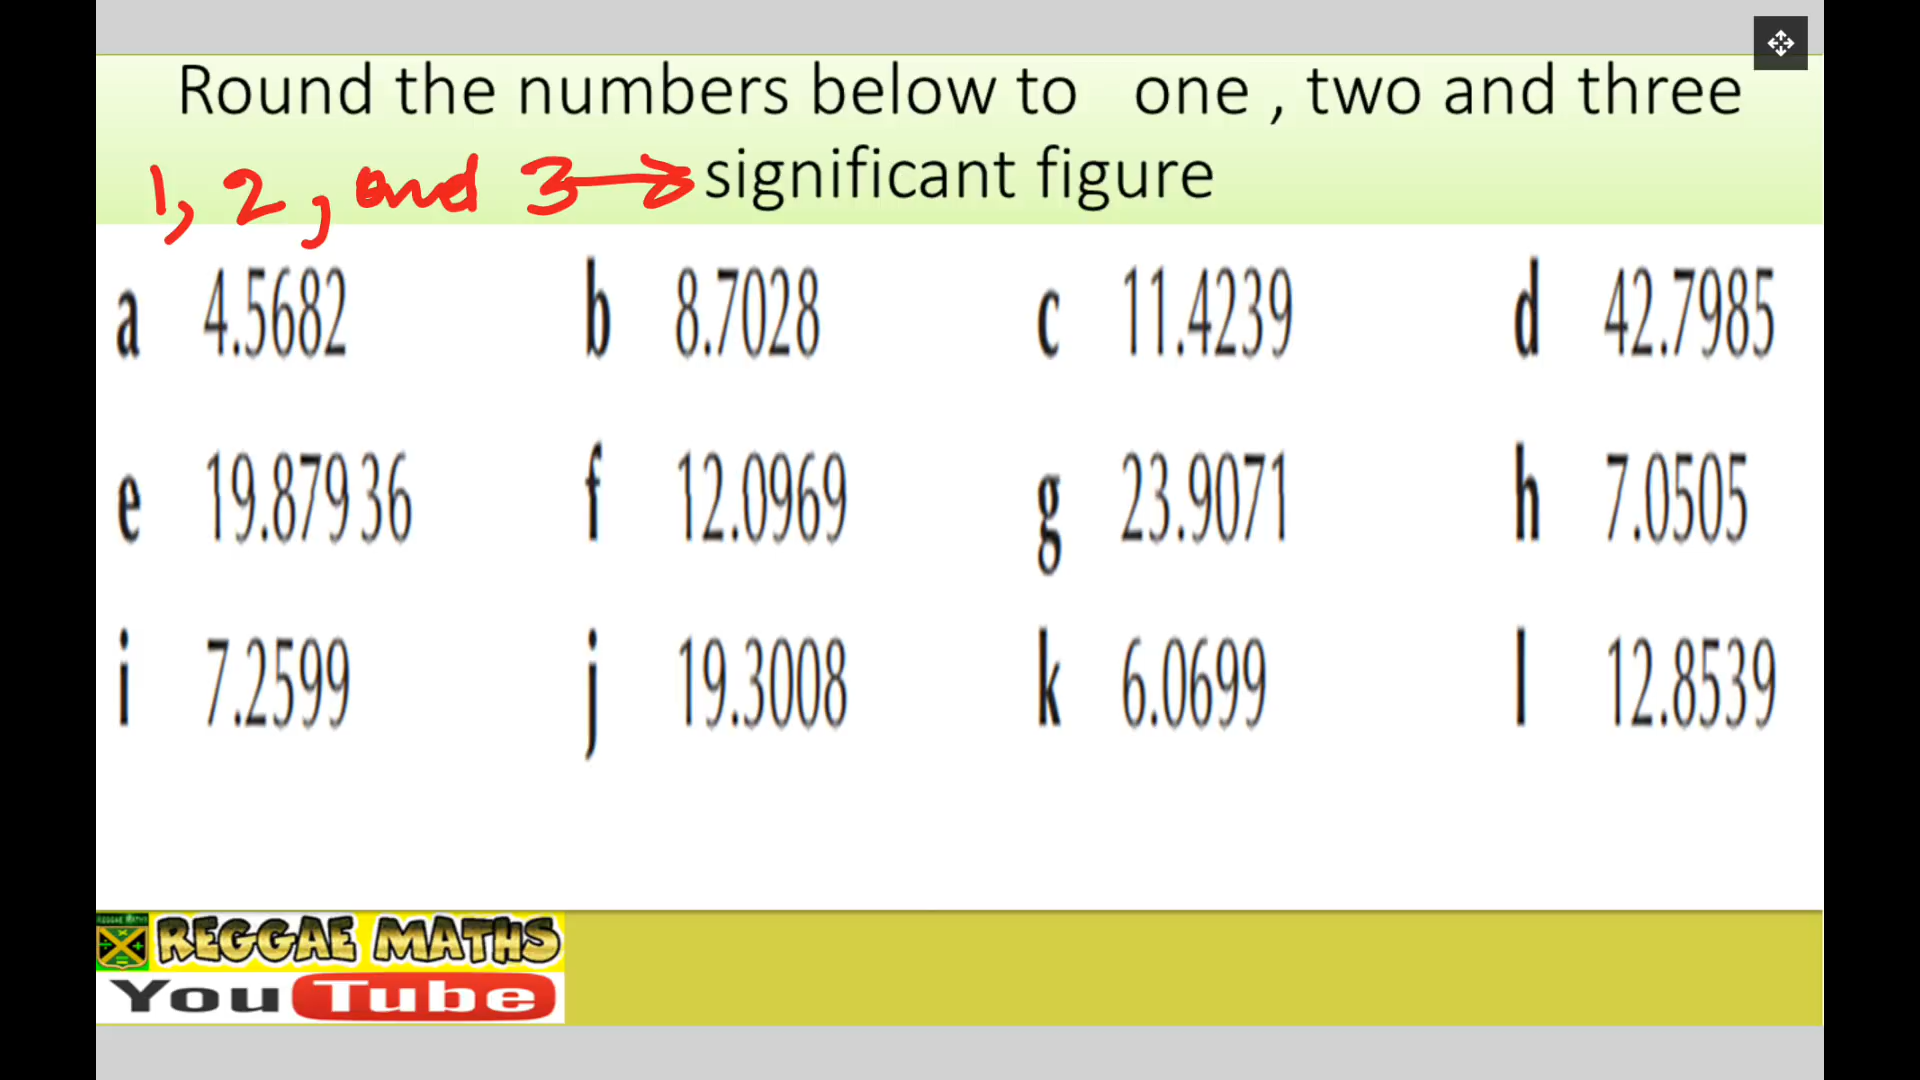 Round the numbers below to one , two and three
1, 2, and 3 → significant figure
a 4.5682 b 8.7028 c 11.4239 d 42.7985
e 19.879 36 f 12.0969 g 23.9071 h 7.0505
i 7.2599 j 19.3008 k 6.0699 l 12.8539
REGGAE MATHS
REGGAE MATHS
YouTube